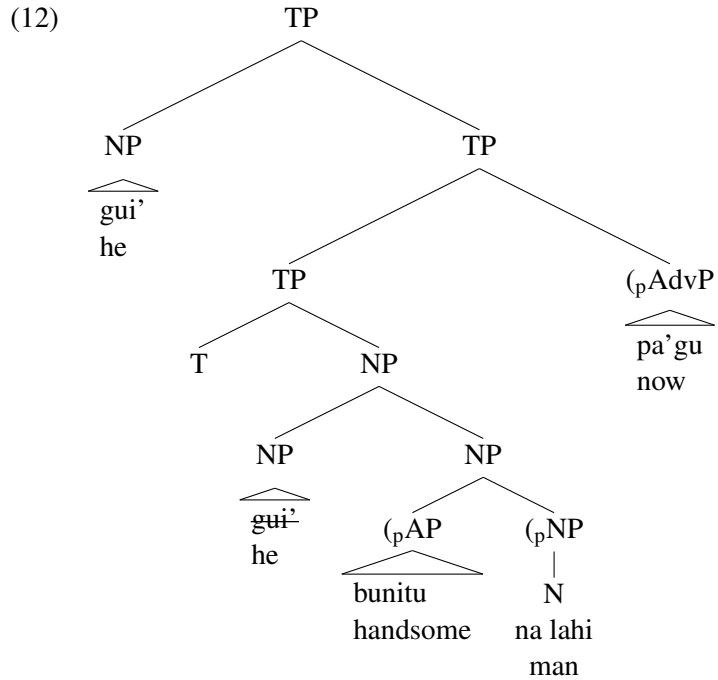 (12) TP
NP TP
gui’
he
TP (pAdvP
pa’gu
now
T NP
NP NP
gui’
he
(pAP (pNP
bunitu
handsome
N
na lahi
man